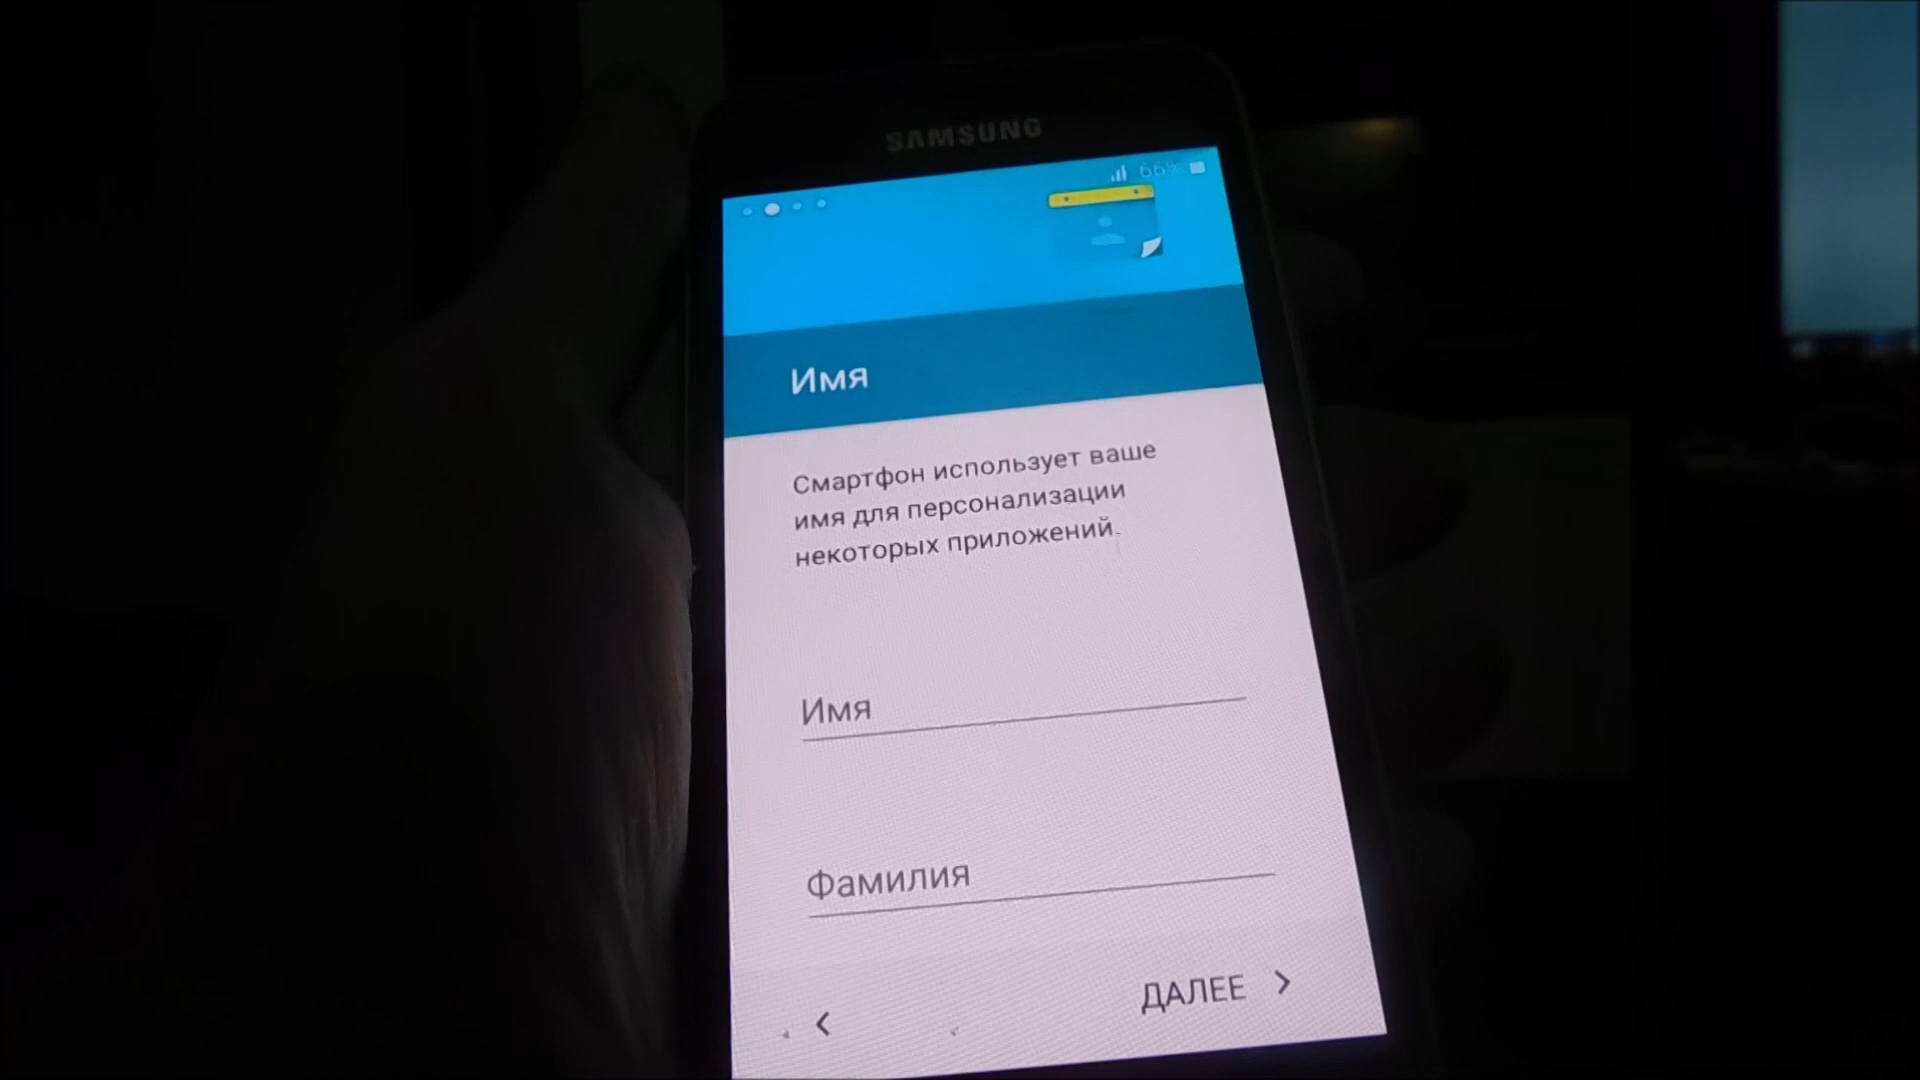 SAMSUNG
66%
Имя
Смартфон использует ваше
имя для персонализации
некоторых приложений.
Имя
Фамилия
ДАЛЕЕ